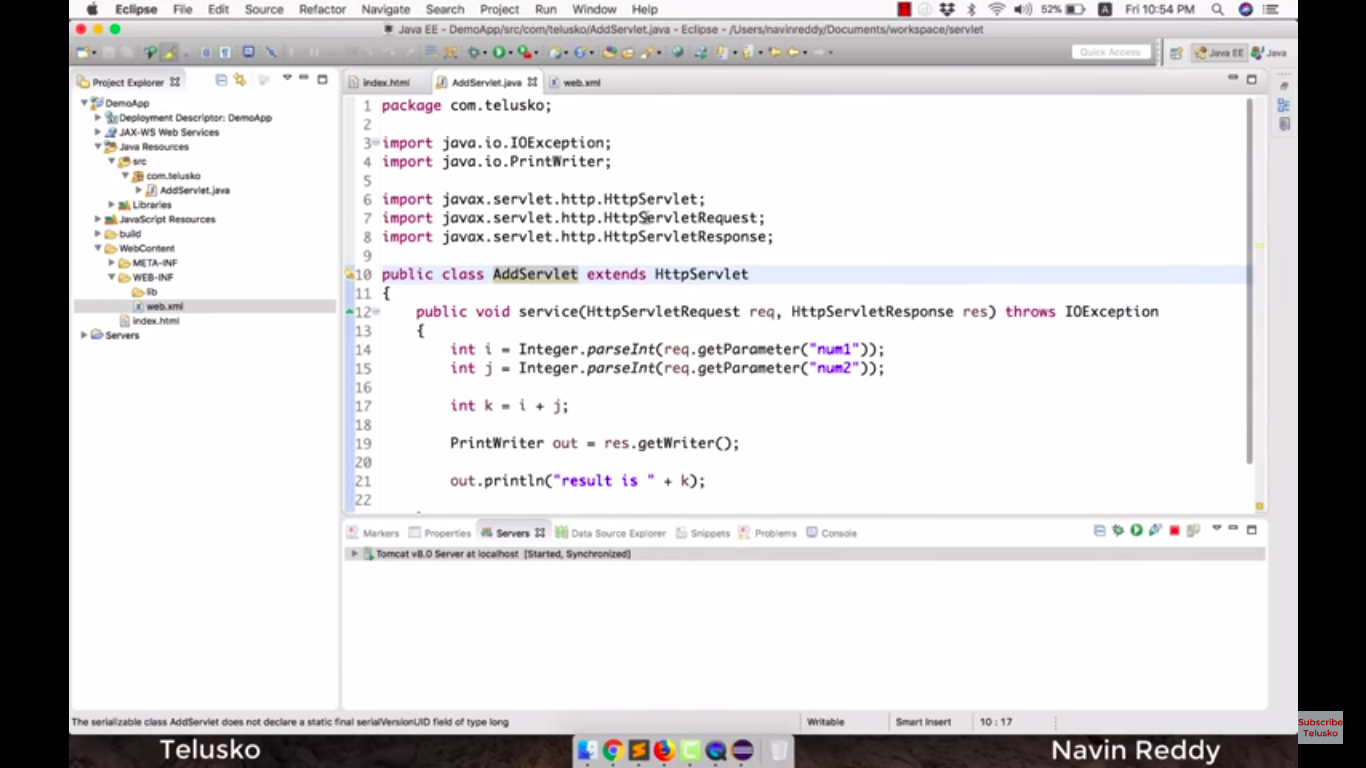 Eclipse File Edit Source Refactor Navigate Search Project Run Window Help 52% A Fri 10:54 PM
Java EE - DemoApp/src/com/telusko/AddServlet.java - Eclipse - /Users/navinreddy/Documents/workspace/servlet
Quick Access Java EE Java
Project Explorer
DemoApp
Deployment Descriptor: DemoApp
JAX-WS Web Services
Java Resources
src
com.telusko
AddServlet.java
Libraries
JavaScript Resources
build
WebContent
META-INF
WEB-INF
lib
web.xml
index.html
Servers
index.html AddServlet.java web.xml
1 package com.telusko;
2
3 import java.io.IOException;
4 import java.io.PrintWriter;
5
6 import javax.servlet.http.HttpServlet;
7 import javax.servlet.http.HttpServletRequest;
8 import javax.servlet.http.HttpServletResponse;
9
10 public class AddServlet extends HttpServlet
11 {
12 public void service(HttpServletRequest req, HttpServletResponse res) throws IOException
13 {
14 int i = Integer.parseInt(req.getParameter("num1"));
15 int j = Integer.parseInt(req.getParameter("num2"));
16
17 int k = i + j;
18
19 PrintWriter out = res.getWriter();
20
21 out.println("result is " + k);
22
Markers Properties Servers Data Source Explorer Snippets Problems Console
Tomcat v8.0 Server at localhost [Started, Synchronized]
The serializable class AddServlet does not declare a static final serialVersionUID field of type long Writable Smart Insert 10 : 17
Subscribe
Telusko
Telusko Navin Reddy